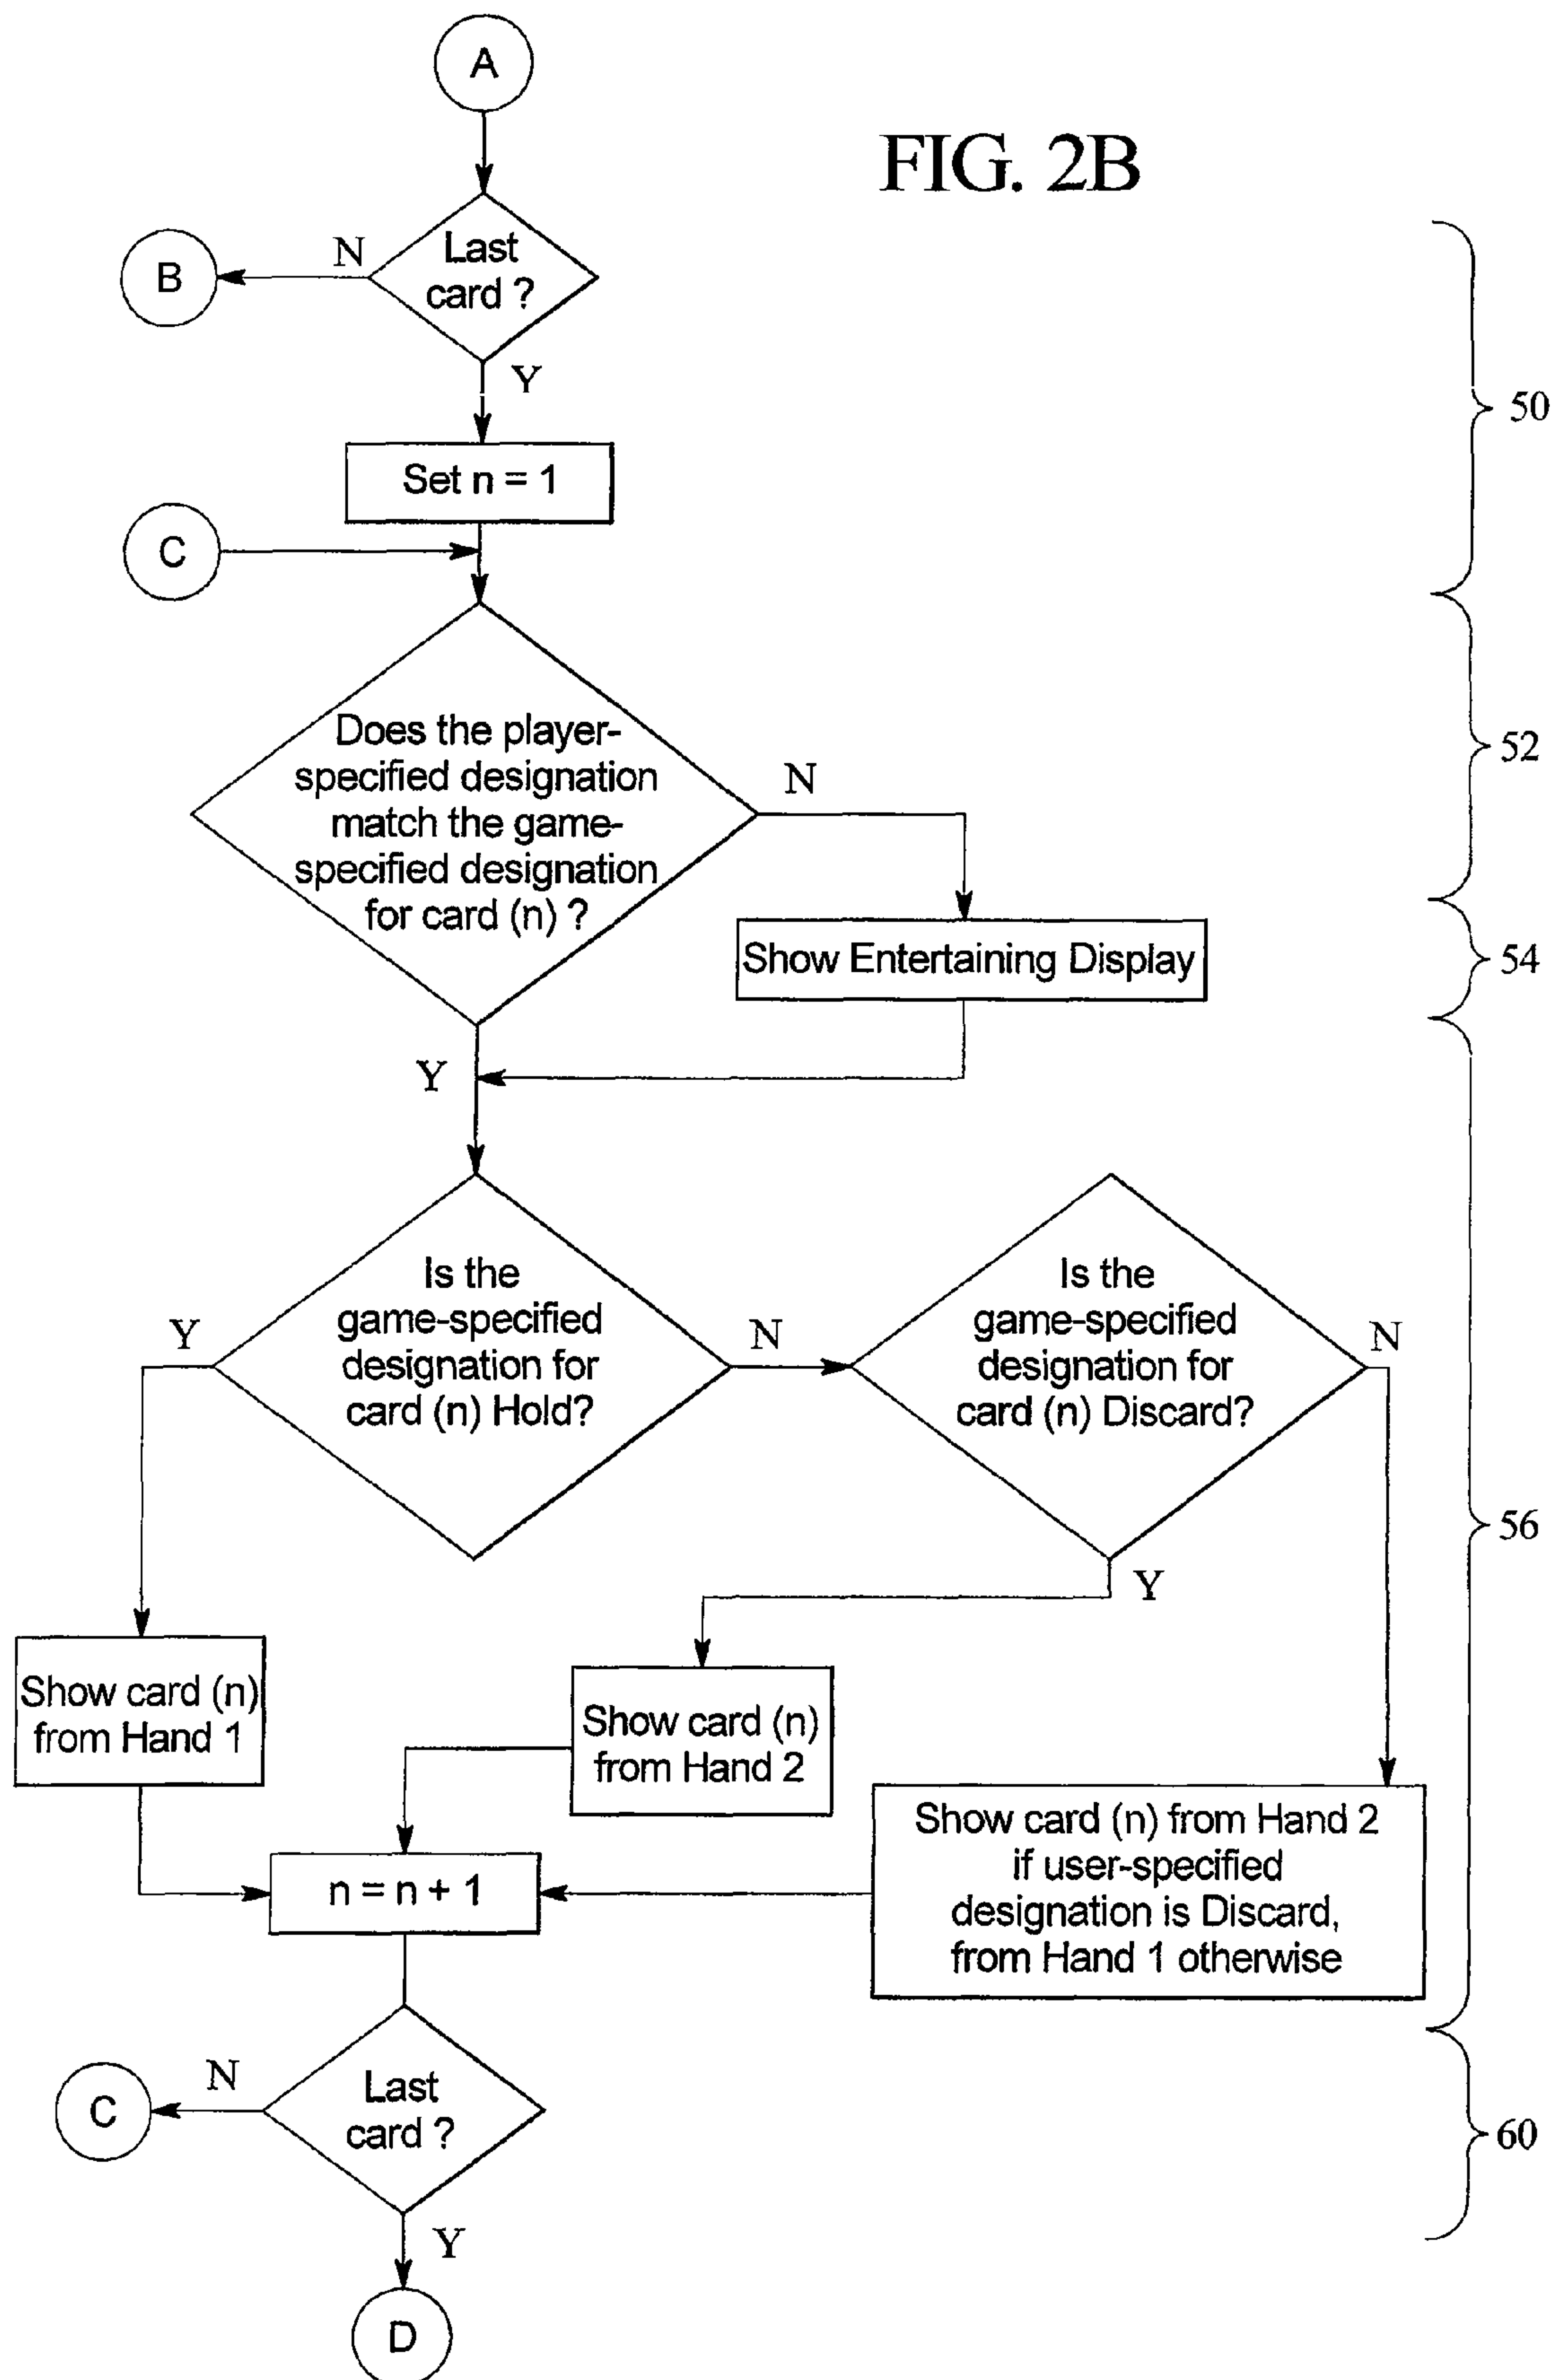 A
FIG. 2B
Last
card ?
N
B
Y
50
Set n = 1
C
Does the player-
specified designation
match the game-
specified designation
for card (n) ?
N
52
Show Entertaining Display
54
Y
Is the
game-specified
designation for
card (n) Hold?
Y
N
Is the
game-specified
designation for
card (n) Discard?
N
Y
56
Show card (n)
from Hand 1
Show card (n)
from Hand 2
Show card (n) from Hand 2
if user-specified
designation is Discard,
from Hand 1 otherwise
n = n + 1
Last
card ?
N
C
60
Y
D